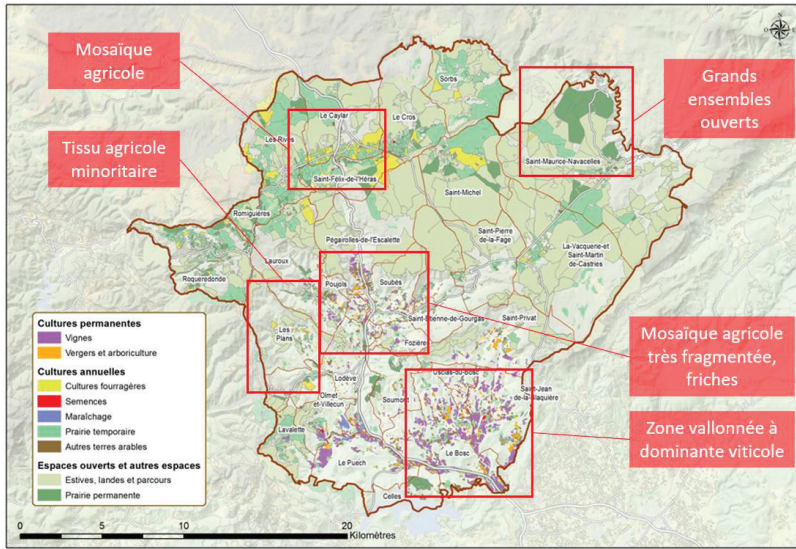 Mosaïque
agricole
Tissu agricole
minoritaire
Grands
ensembles
ouverts
Mosaïque agricole
très fragmentée,
friches
Zone vallonnée à
dominante viticole
N
O
E
S
Sorbs
Le Caylar
Le Cros
Les Rives
Saint-Félix-de-l'Héras
Saint-Maurice-Navacelles
Saint-Michel
Romiguières
Pégairolles-de-l'Escalette
Saint-Pierre
de-la-Fage
La-Vacquerie-et
Saint-Martin
de-Castries
Roqueredonde
Lauroux
Poujols
Soubès
Saint-Etienne-de-Gourgas
Saint-Privat
Les
Plans
Fozière
Lodève
Usclas-du-Bosc
Saint-Jean
de-la-Blaquière
Olmet
et-Villecun
Soumont
Lavalette
Le Puech
Le Bosc
Celles
Cultures permanentes
Vignes
Vergers et arboriculture
Cultures annuelles
Cultures fourragères
Semences
Maraîchage
Prairie temporaire
Autres terres arables
Espaces ouverts et autres espaces
Estives, landes et parcours
Prairie permanente
0 5 10 20
Kilomètres